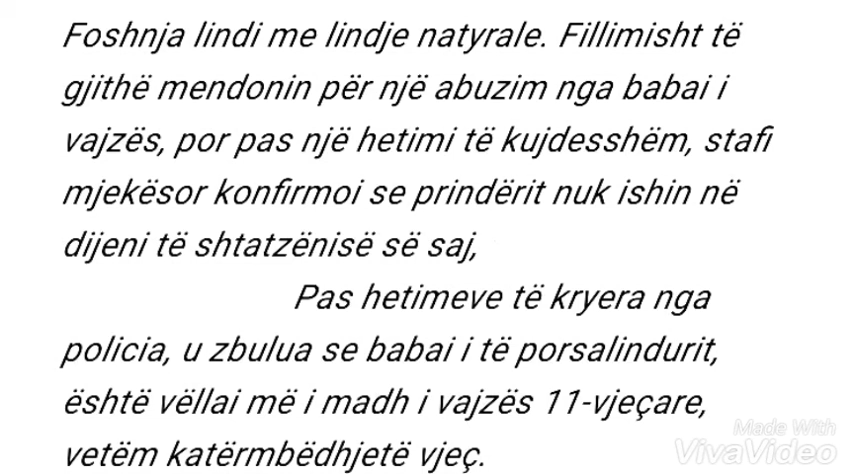 Foshnja lindi me lindje natyrale. Fillimisht të
gjithë mendonin për një abuzim nga babai i
vajzës, por pas një hetimi të kujdesshëm, stafi
mjekësor konfirmoi se prindërit nuk ishin në
dijeni të shtatzënisë së saj,
Pas hetimeve të kryera nga
policia, u zbulua se babai i të porsalindurit,
është vëllai më i madh i vajzës 11-vjeçare,
vetëm katërmbëdhjetë vjeç.
Made With
VivaVideo